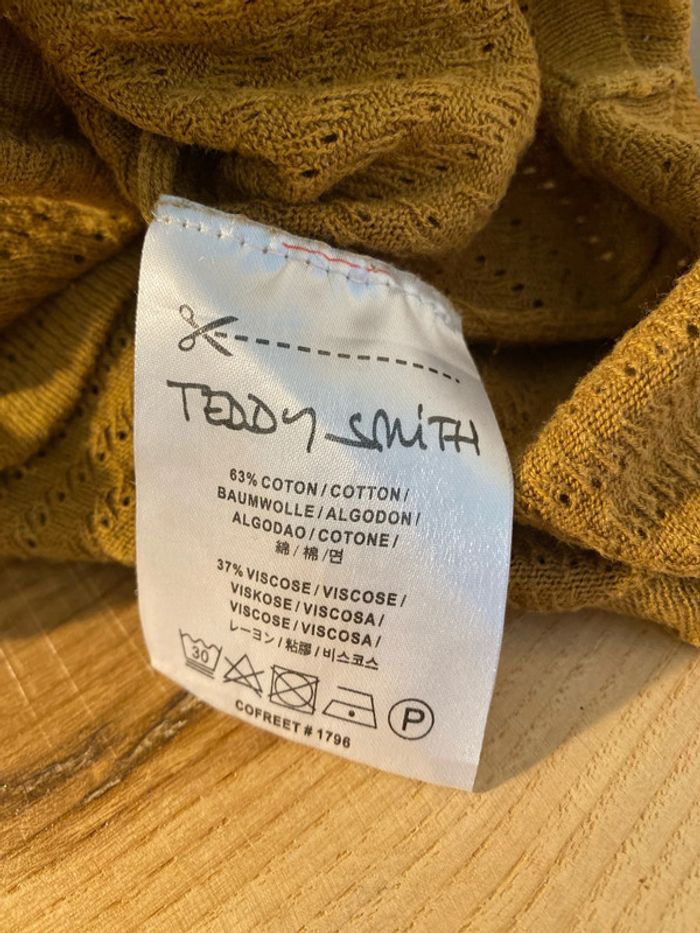 TEDDY SMITH
63% COTON / COTTON /
BAUMWOLLE / ALGODON /
ALGODAO / COTONE /
綿 / 棉 / 면
37% VISCOSE / VISCOSE /
VISKOSE / VISCOSA /
VISCOSE / VISCOSA /
レーヨン / 粘膠 / 비스코스
30 P
COFREET # 1796